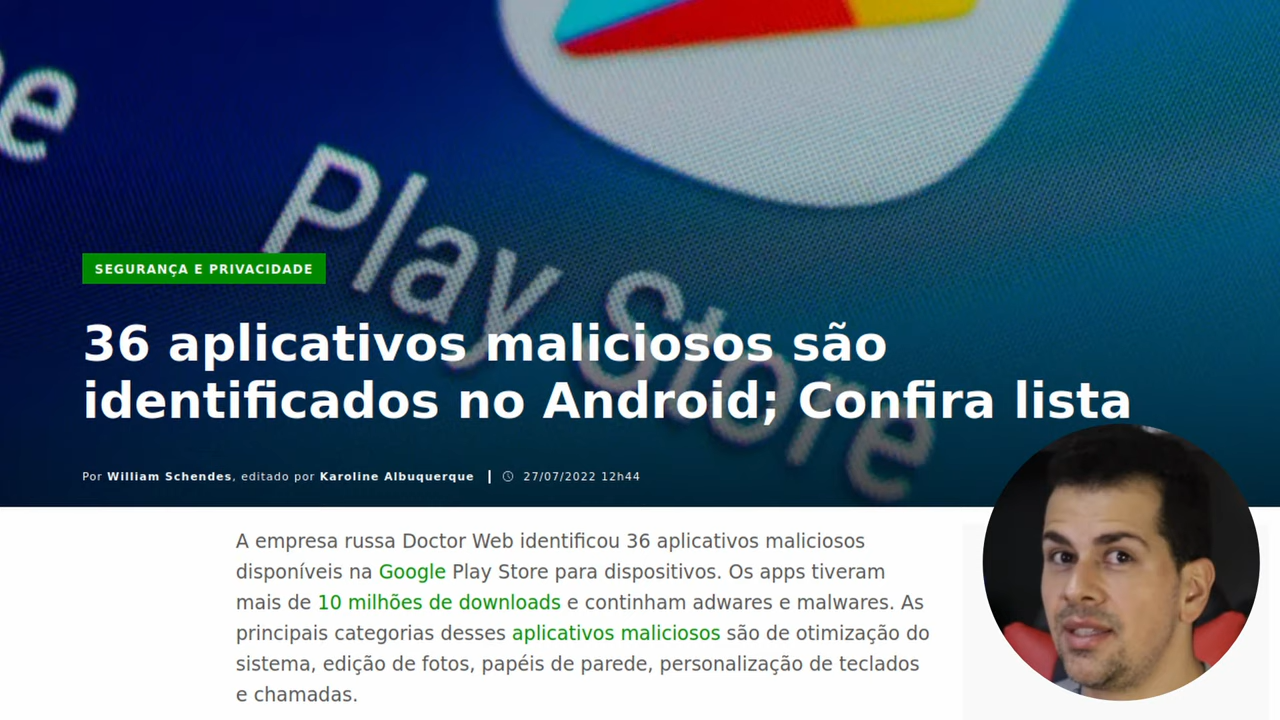 e
Play Store
SEGURANÇA E PRIVACIDADE
36 aplicativos maliciosos são
identificados no Android; Confira lista
Por William Schendes, editado por Karoline Albuquerque | 27/07/2022 12h44
A empresa russa Doctor Web identificou 36 aplicativos maliciosos
disponíveis na Google Play Store para dispositivos. Os apps tiveram
mais de 10 milhões de downloads e continham adwares e malwares. As
principais categorias desses aplicativos maliciosos são de otimização do
sistema, edição de fotos, papéis de parede, personalização de teclados
e chamadas.